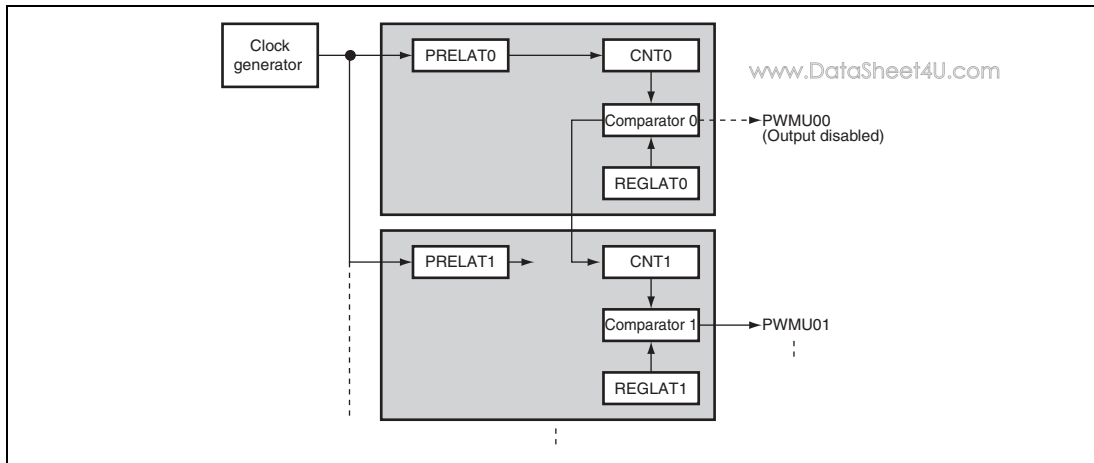 Clock
generator
PRELAT0
CNT0
www.DataSheet4U.com
Comparator 0
PWMU00
(Output disabled)
REGLAT0
PRELAT1
CNT1
Comparator 1
PWMU01
REGLAT1